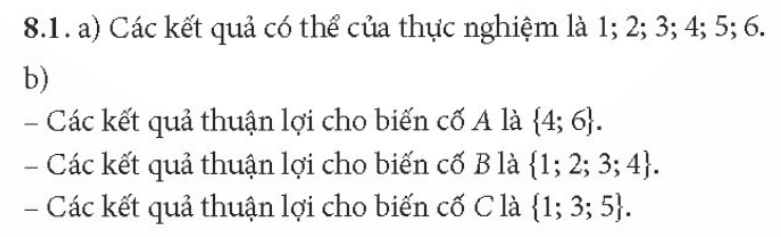 8.1. a) Các kết quả có thể của thực nghiệm là 1; 2; 3; 4; 5; 6.
b)
– Các kết quả thuận lợi cho biến cố A là {4; 6}.
– Các kết quả thuận lợi cho biến cố B là {1; 2; 3; 4}.
– Các kết quả thuận lợi cho biến cố C là {1; 3; 5}.